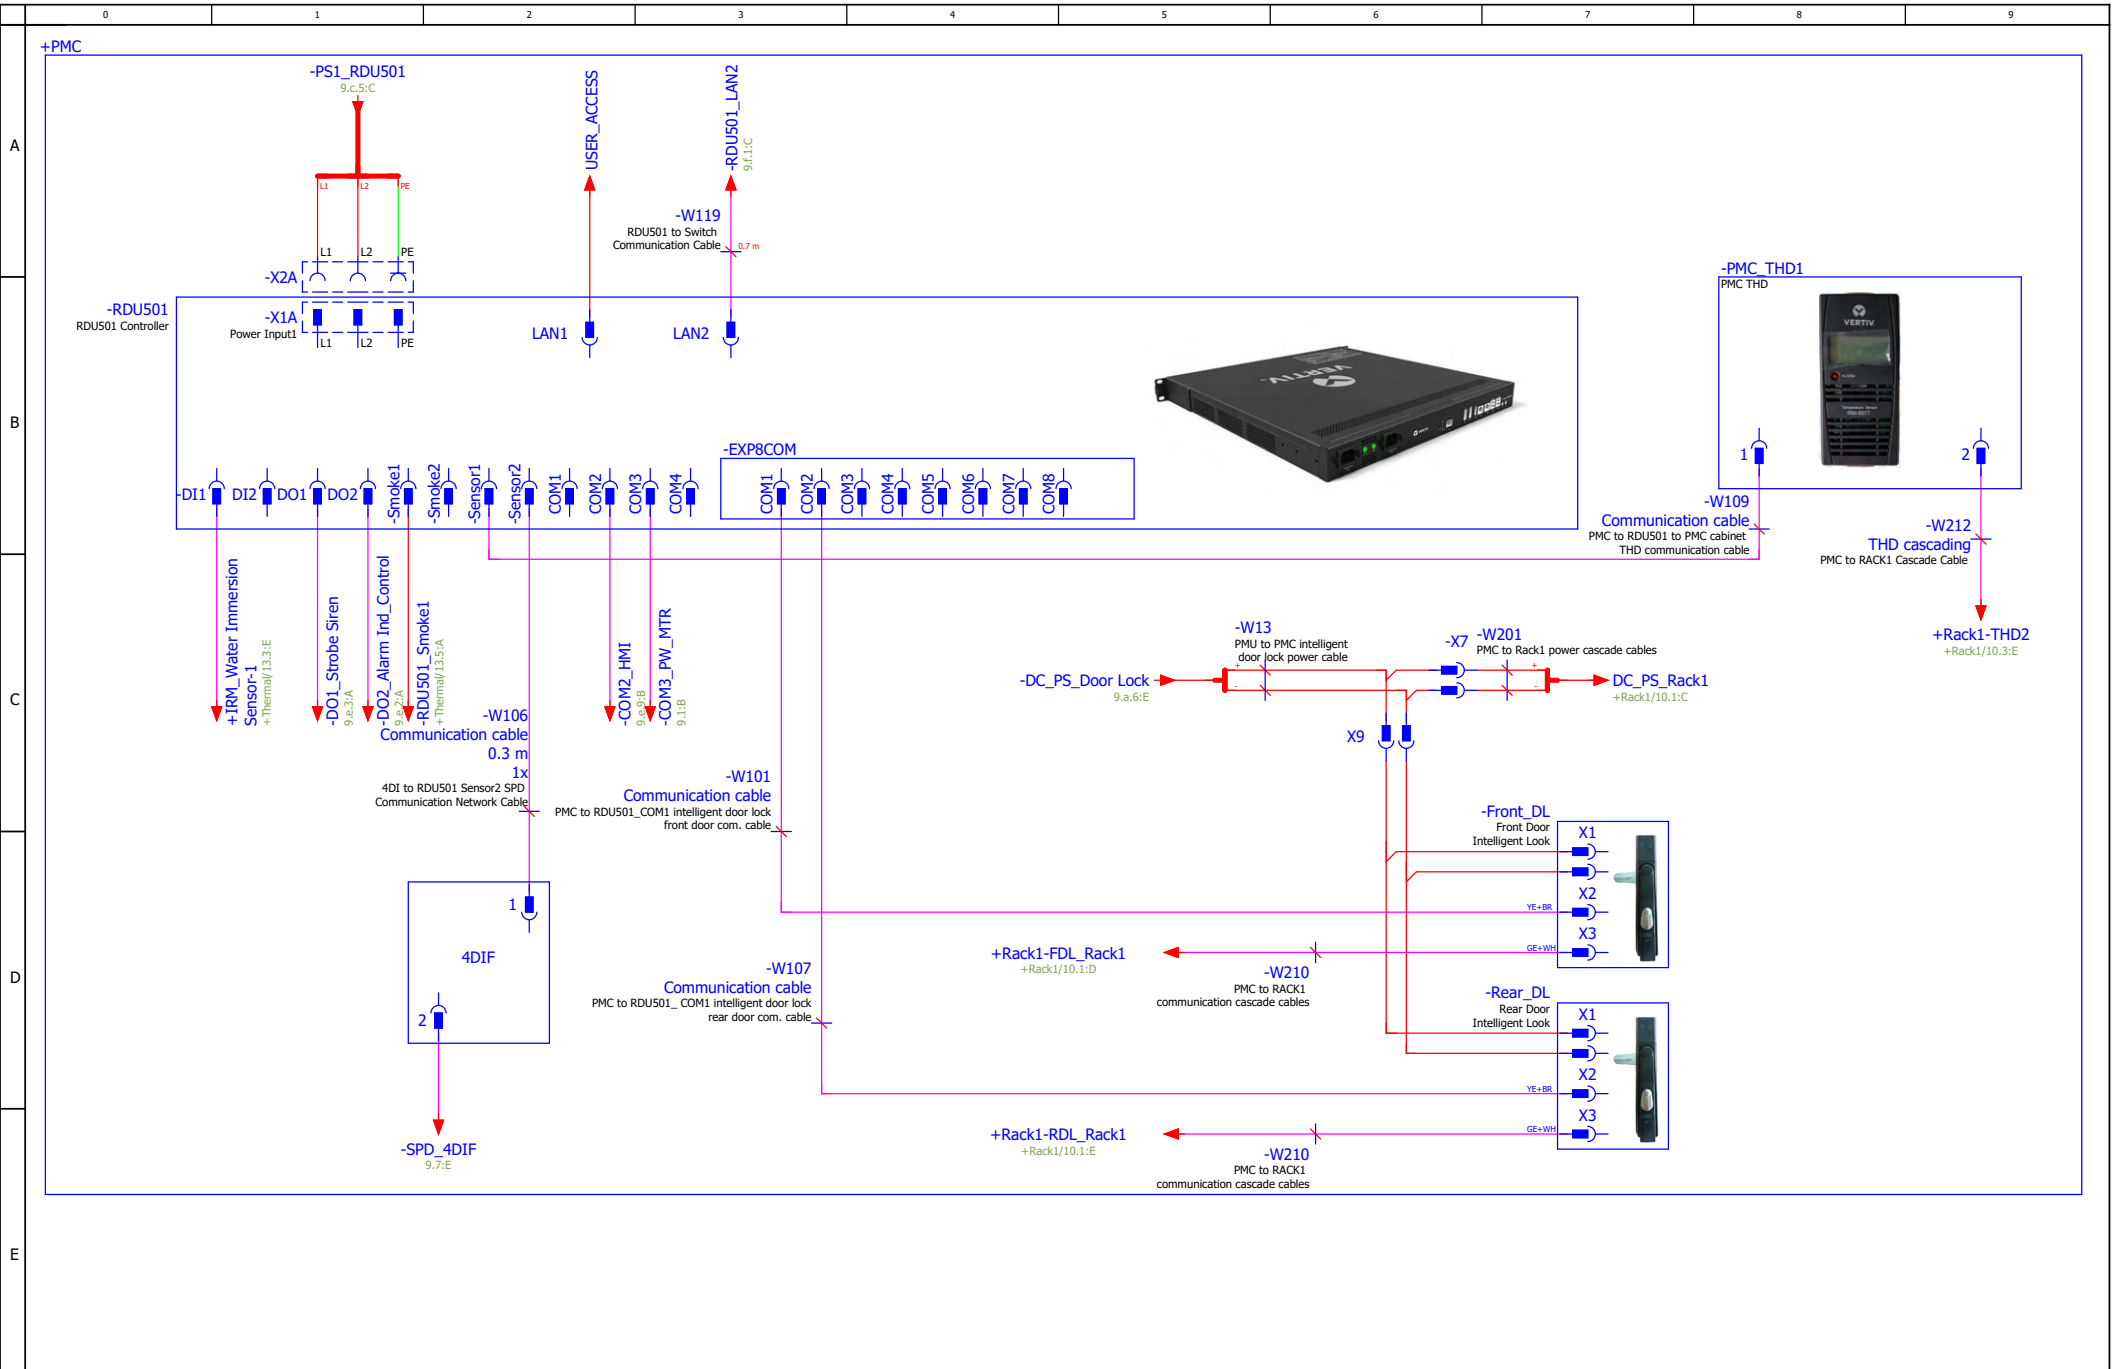 0 1 2 3 4 5 6 7 8 9
+PMC
-PS1_RDU501
9.c.5:C
USER_ACCESS
-RDU501_LAN2
9.f.1:C
A
L1 L2 PE
-W119
RDU501 to Switch
Communication Cable
0.7 m
L1 L2 PE
-X2A
-PMC_THD1
PMC THD
-RDU501
RDU501 Controller
-X1A
Power Input1
L1 L2 PE
LAN1
LAN2
VERTIV.
VERTIV
B
-EXP8COM
-DI1
DI2
DO1
DO2
-Smoke1
-Smoke2
-Sensor1
-Sensor2
COM1
COM2
COM3
COM4
COM1
COM2
COM3
COM4
COM5
COM6
COM7
COM8
1
2
-W109
Communication cable
PMC to RDU501 to PMC cabinet
THD communication cable
-W212
THD cascading
PMC to RACK1 Cascade Cable
+Rack1-THD2
+Rack1/10.3:E
+IRM_Water Immersion
Sensor-1
+Thermal/13.3:E
-DO1_Strobe Siren
9.e.3:A
-DO2_Alarm Ind_Control
9.e.2:A
-RDU501_Smoke1
+Thermal/13.5:A
-COM2_HMI
9.e.9:B
-COM3_PW_MTR
9.1:B
C
-W13
PMU to PMC intelligent
door lock power cable
-X7
-W201
PMC to Rack1 power cascade cables
-DC_PS_Door Lock
9.a.6:E
+
-
+
-
DC_PS_Rack1
+Rack1/10.1:C
X9
-W106
Communication cable
0.3 m
1x
4DI to RDU501 Sensor2 SPD
Communication Network Cable
-W101
Communication cable
PMC to RDU501_COM1 intelligent door lock
front door com. cable
-Front_DL
Front Door
Intelligent Look
X1
X2
X3
YE+BR
GE+WH
1
4DIF
2
D
+Rack1-FDL_Rack1
+Rack1/10.1:D
-W210
PMC to RACK1
communication cascade cables
-W107
Communication cable
PMC to RDU501_ COM1 intelligent door lock
rear door com. cable
-Rear_DL
Rear Door
Intelligent Look
X1
X2
X3
YE+BR
GE+WH
-SPD_4DIF
9.7:E
+Rack1-RDL_Rack1
+Rack1/10.1:E
-W210
PMC to RACK1
communication cascade cables
E